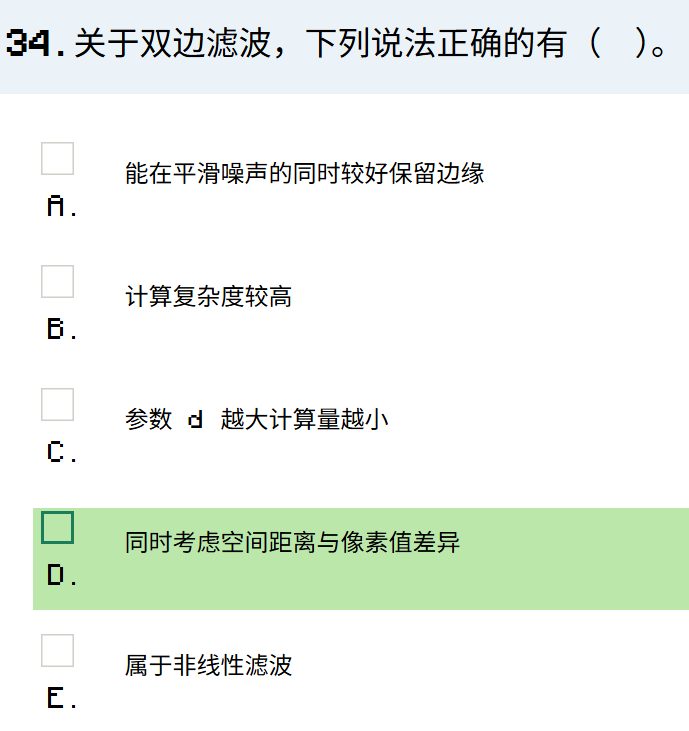 34.关于双边滤波，下列说法正确的有（ ）。
能在平滑噪声的同时较好保留边缘
A.
计算复杂度较高
B.
参数 d 越大计算量越小
C.
同时考虑空间距离与像素值差异
D.
属于非线性滤波
E.